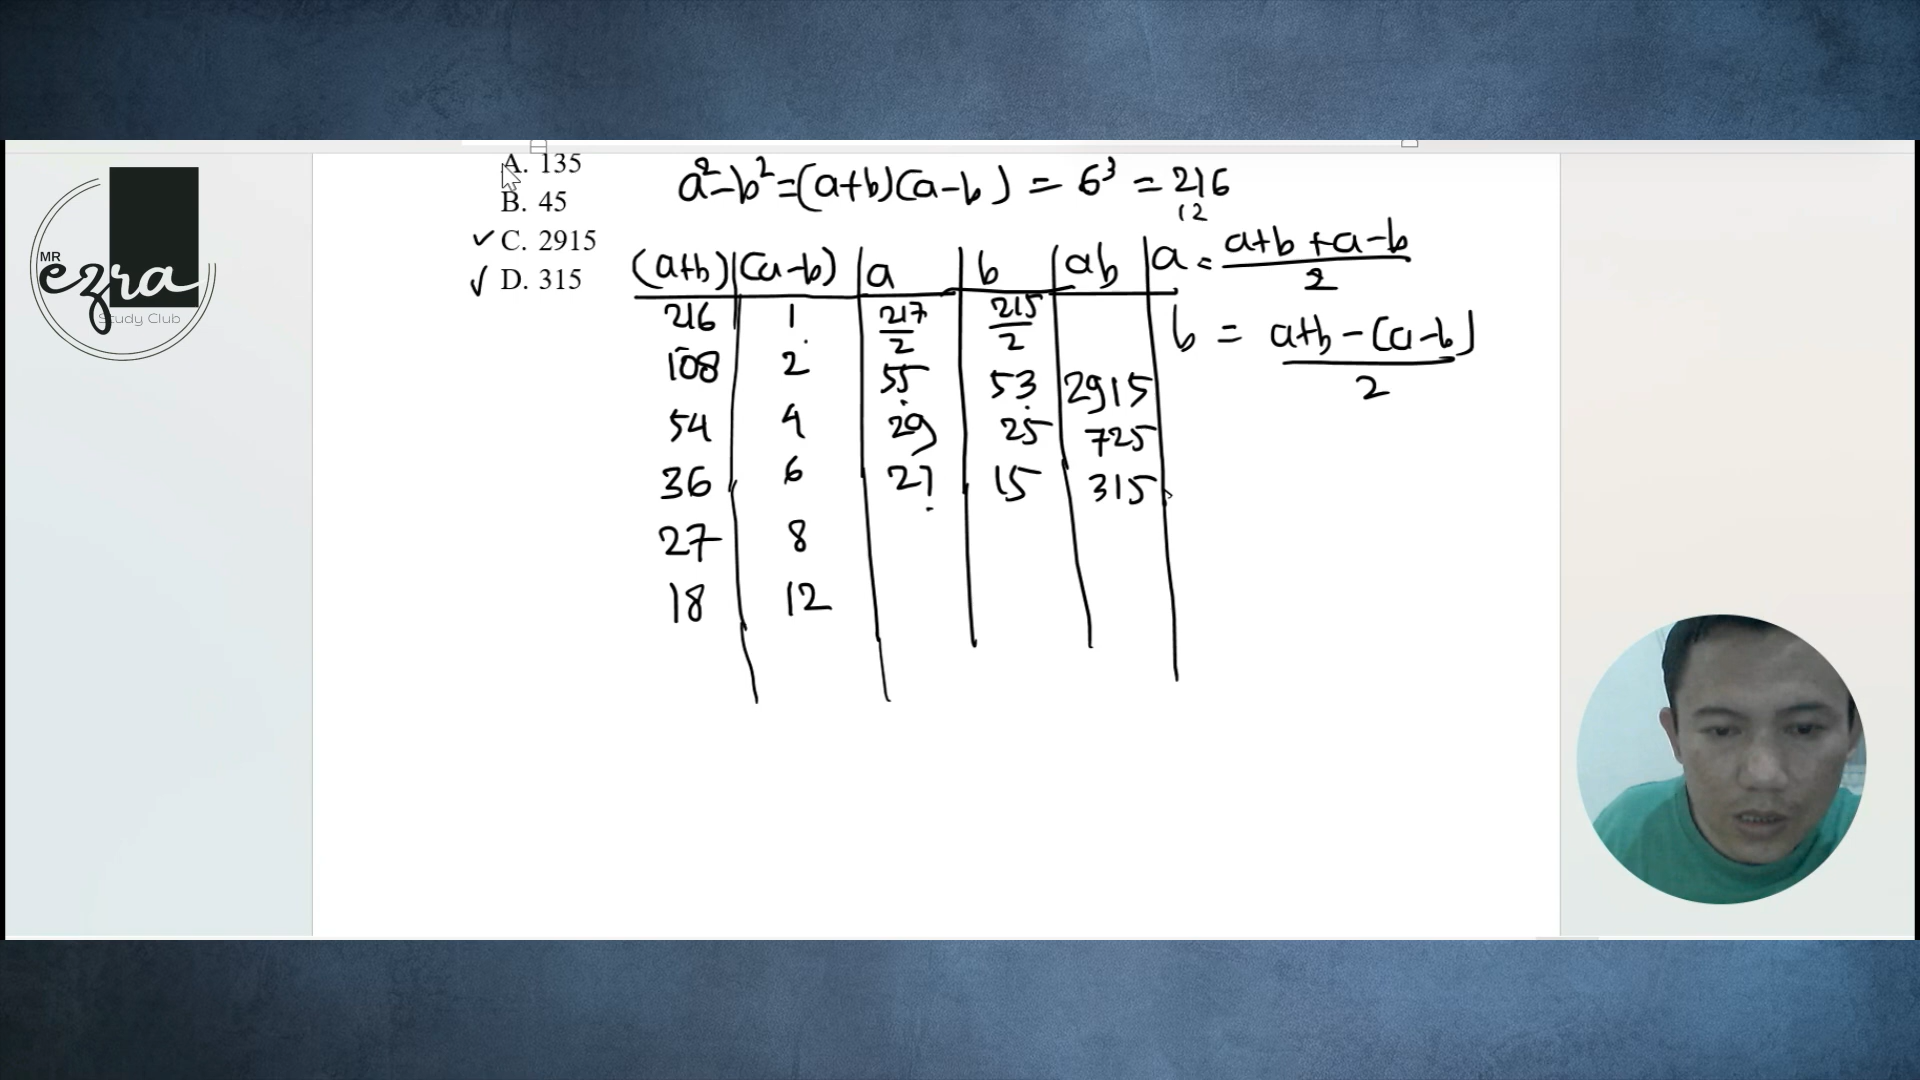 MR
ezra
Study Club
A. 135
B. 45
✓ C. 2915
✓ D. 315
a²-b²=(a+b)(a-b) = 6³ = 216
12
(a+b) | (a-b) | a | b | ab | a = (a+b+a-b)/2
216 | 1 | 217/2 | 215/2
b = (a+b-(a-b))/2
108 | 2 | 55 | 53 | 2915
54 | 4 | 29 | 25 | 725
36 | 6 | 21 | 15 | 315
27 | 8
18 | 12